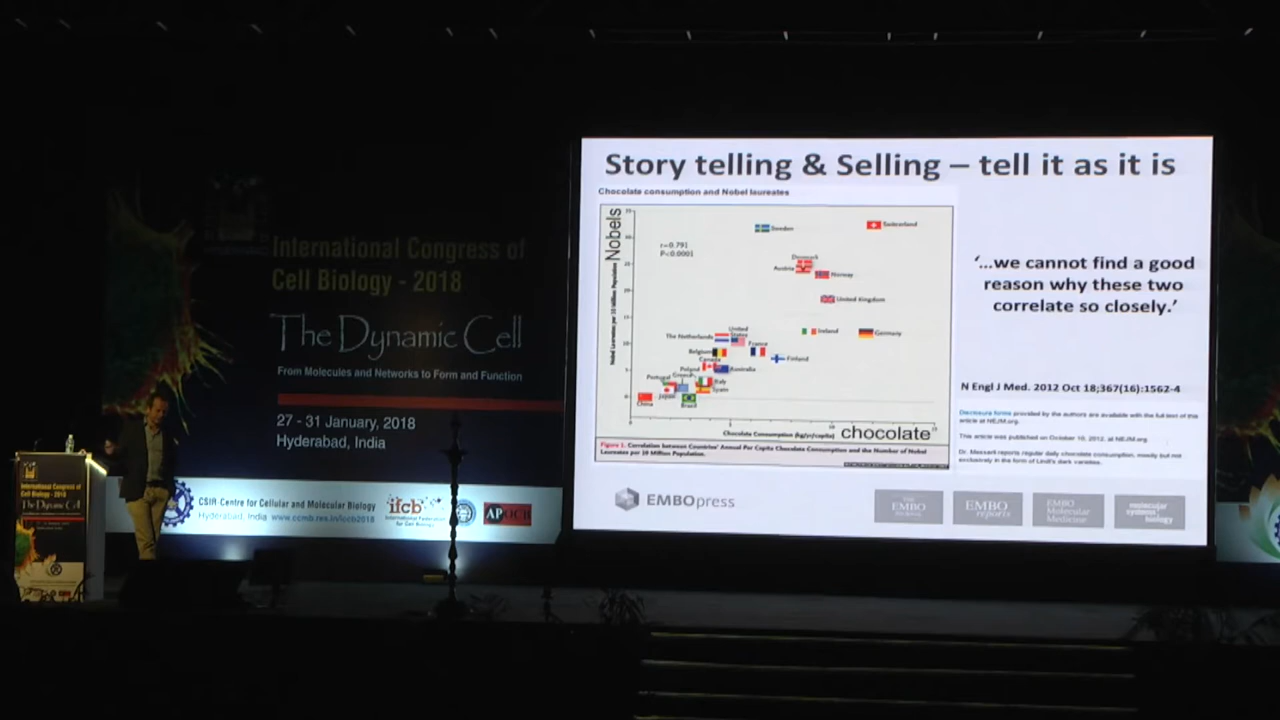 International Congress of
Cell Biology - 2018
The Dynamic Cell
From Molecules and Networks to Form and Function
27 - 31 January, 2018
Hyderabad, India
CSIR-Centre for Cellular and Molecular Biology
Hyderabad, India www.ccmb.res.in/iccb2018
ifcb
International Federation
for Cell Biology
APOCB
International Congress of
Cell Biology - 2018
The Dynamic Cell
Story telling & Selling – tell it as it is
Chocolate consumption and Nobel laureates
Nobels
Nobel Laureates per 10 Million Population
r=0.791
P<0.0001
Sweden
Switzerland
Denmark
Austria
Norway
United Kingdom
Ireland
Germany
The Netherlands
United
States
France
Belgium
Finland
Canada
Poland
Australia
Portugal
Greece
Italy
Spain
China
Japan
Brazil
5
10
15
Chocolate Consumption (kg/yr/capita)
chocolate
Figure 1. Correlation between Countries' Annual Per Capita Chocolate Consumption and the Number of Nobel
Laureates per 10 Million Population.
‘...we cannot find a good
reason why these two
correlate so closely.’
N Engl J Med. 2012 Oct 18;367(16):1562-4
Disclosure forms provided by the authors are available with the full text of this
article at NEJM.org.
This article was published on October 10, 2012, at NEJM.org.
Dr. Messerli reports regular daily chocolate consumption, mostly but not
exclusively in the form of Lindt's dark varieties.
EMBOpress
THE
EMBO
JOURNAL
EMBO
reports
EMBO
Molecular
Medicine
molecular
systems
biology